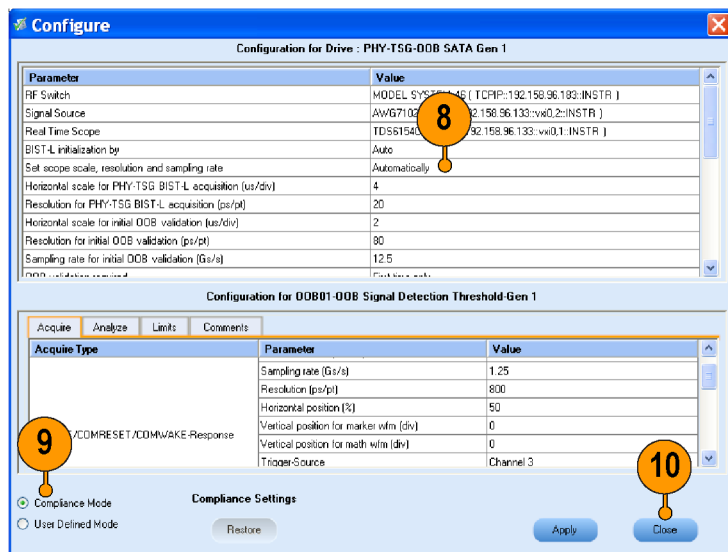 Configure
Configuration for Drive : PHY-TSG-OOB SATA Gen 1
Parameter Value
RF Switch MODEL 46 ( TCPIP::192.158.96.183::INSTR )
Signal Source 92.158.96.133::vxi0,2::INSTR )
Real Time Scope 92.158.96.133::vxi0,1::INSTR )
8
BIST-L initialization by Auto
Set scope scale, resolution and sampling rate Automatically
Horizontal scale for PHY-TSG BIST-L acquisition (us/div) 4
Resolution for PHY-TSG BIST-L acquisition (ps/pt) 20
Horizontal scale for initial OOB validation (us/div) 2
Resolution for initial OOB validation (ps/pt) 80
Sampling rate for initial OOB validation (Gs/s) 12.5
OOB validation required First time only
Configuration for OOB01-OOB Signal Detection Threshold-Gen 1
Acquire Analyze Limits Comments
Acquire Type Parameter Value
Sampling rate (Gs/s) 1.25
Resolution (ps/pt) 800
Horizontal position (%) 50
/COMRESET/COMWAKE-Response
Vertical position for marker wfm (div) 0
Vertical position for math wfm (div) 0
Trigger-Source Channel 3
9
10
Compliance Mode
User Defined Mode
Compliance Settings
Restore Apply Close